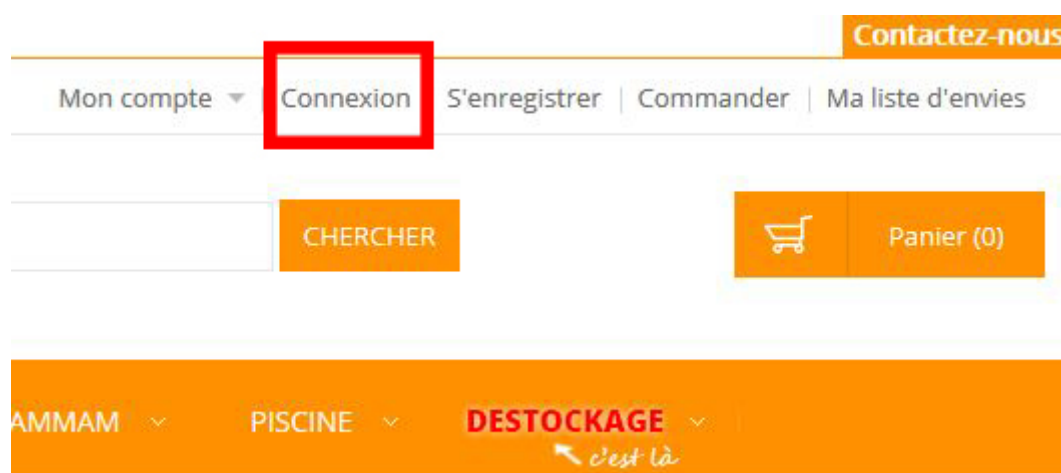 Contactez-nous
Mon compte | Connexion | S'enregistrer | Commander | Ma liste d'envies
CHERCHER
Panier (0)
AMMAM PISCINE DESTOCKAGE
c'est là